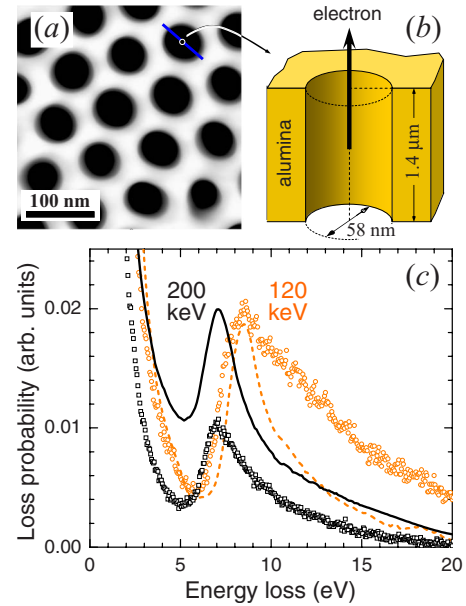 (a)
100 nm
(b)
electron
alumina
1.4 μm
58 nm
(c)
200 keV
120 keV
Loss probability (arb. units)
0.02
0.01
0.00
0 5 10 15 20
Energy loss (eV)